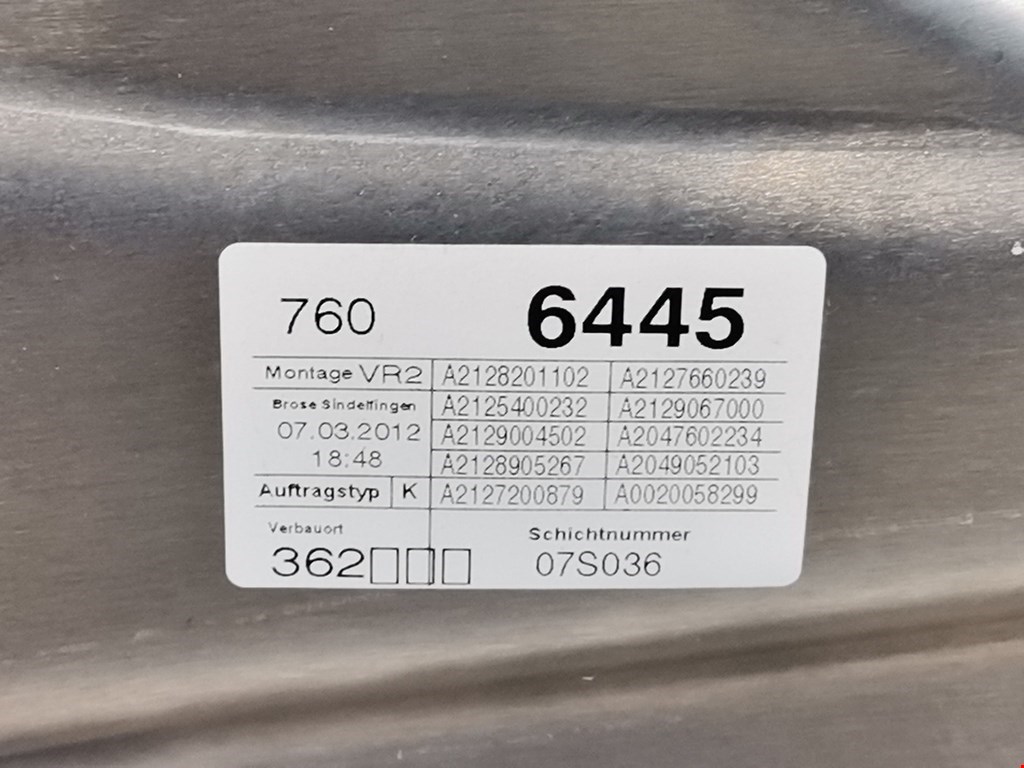 760 6445
Montage VR2 A2128201102 A2127660239
Brose Sindelfingen A2125400232 A2129067000
07.03.2012 A2129004502 A2047602234
18:48 A2128905267 A2049052103
Auftragstyp K A2127200879 A0020058299
Verbauort Schichtnummer
362□□□ 07S036